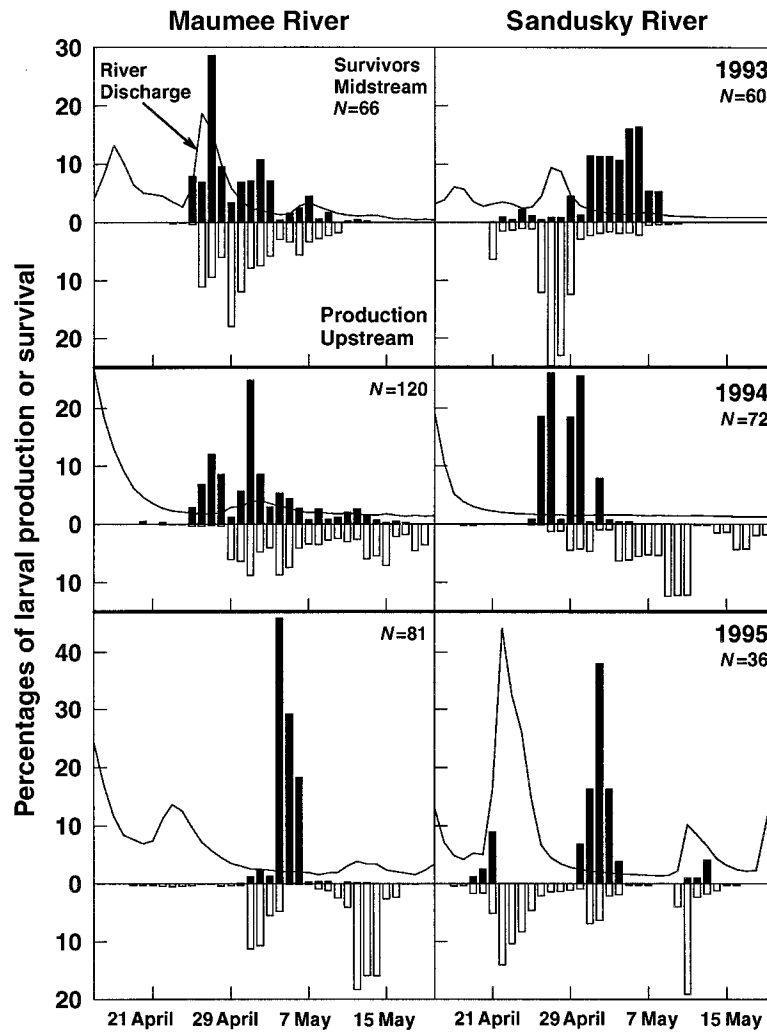 Maumee River
Sandusky River
Percentages of larval production or survival
30
20
10
0
10
20
River
Discharge
Survivors
Midstream
N=66
Production
Upstream
1993
N=60
20
10
0
10
N=120
1994
N=72
40
30
20
10
0
10
20
N=81
1995
N=36
21 April
29 April
7 May
15 May
21 April
29 April
7 May
15 May